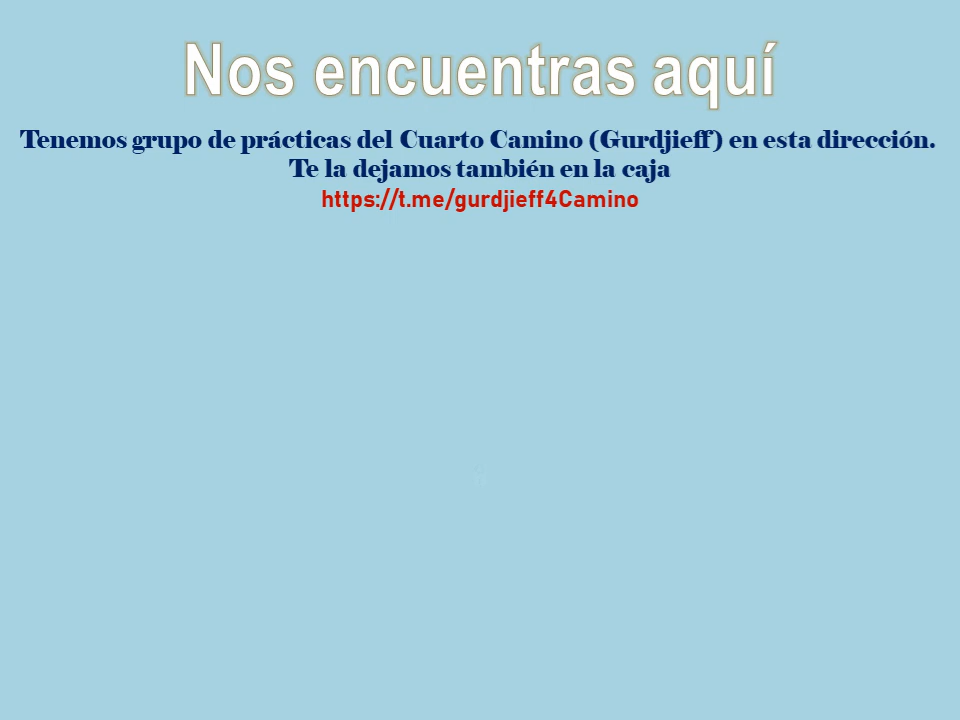 Nos encuentras aquí
Tenemos grupo de prácticas del Cuarto Camino (Gurdjieff) en esta dirección.
Te la dejamos también en la caja
https://t.me/gurdjieff4Camino